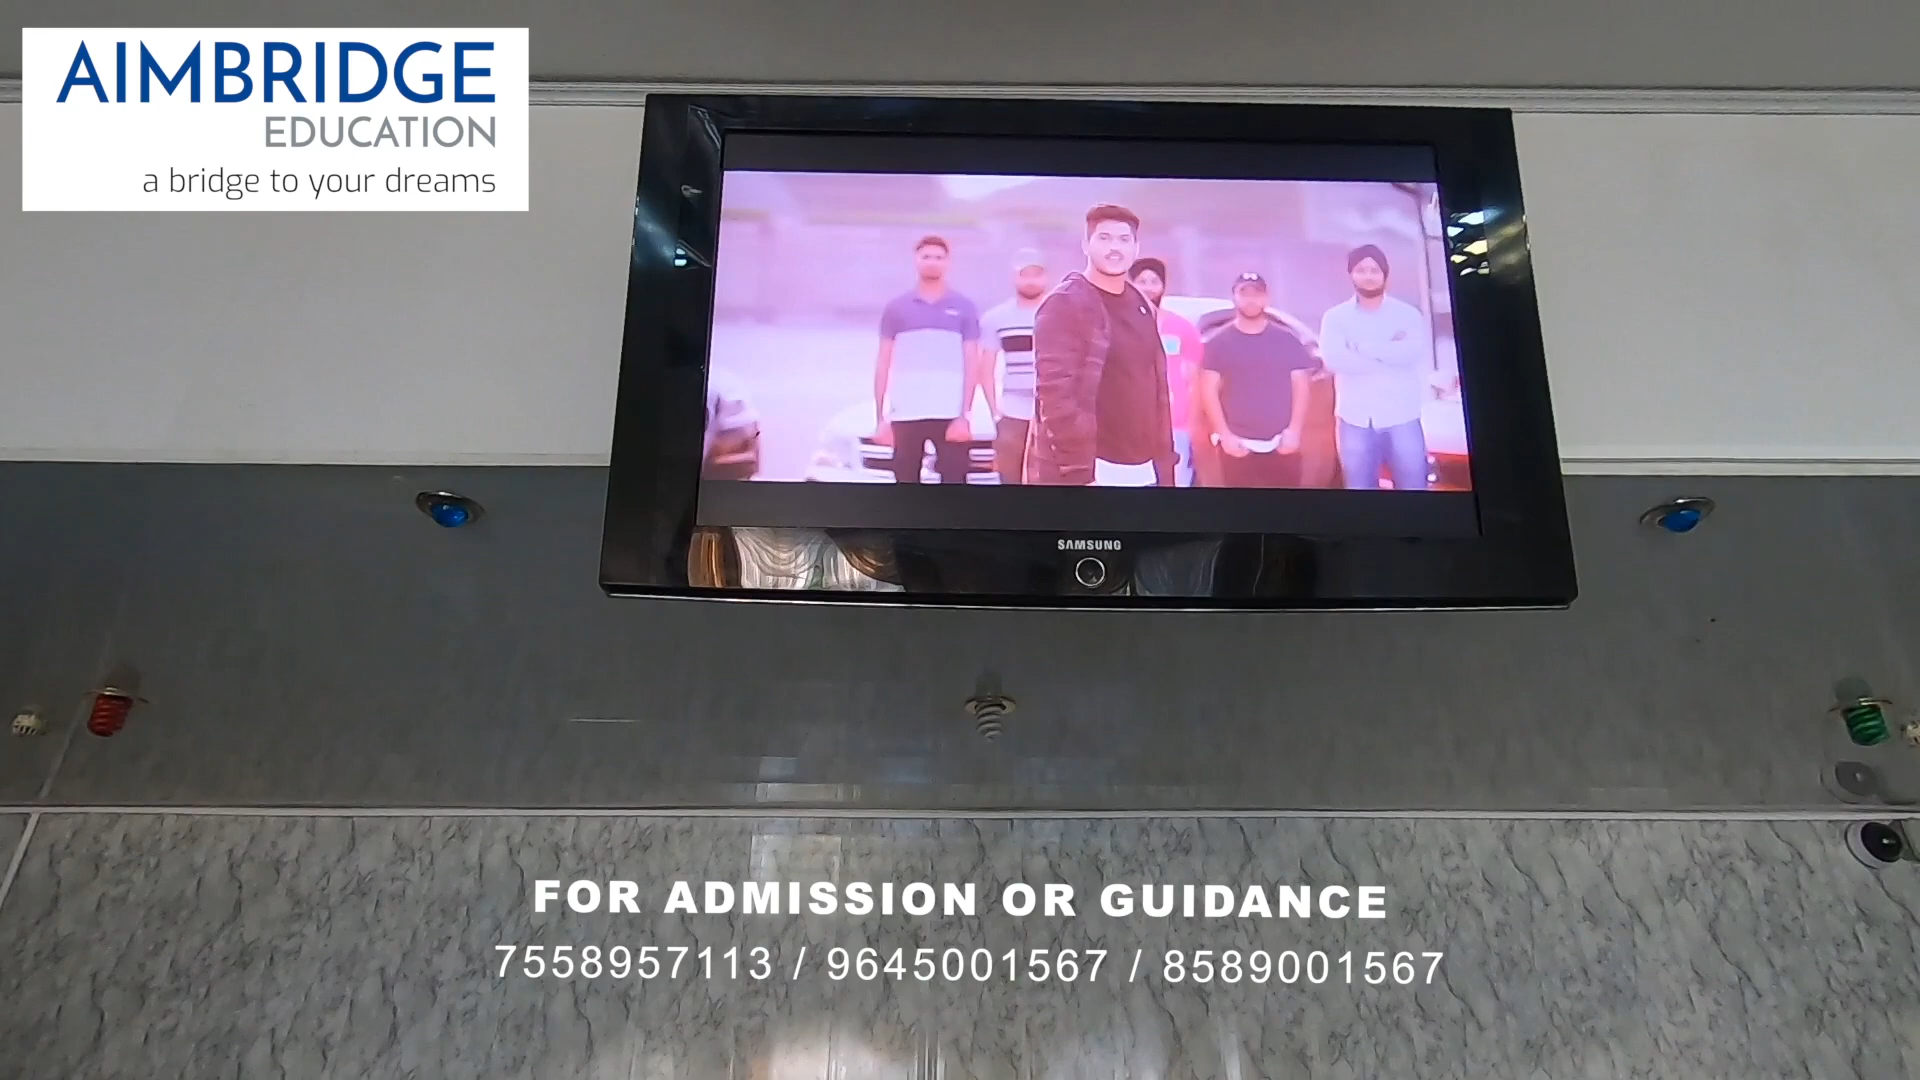 AIMBRIDGE
EDUCATION
a bridge to your dreams
SAMSUNG
FOR ADMISSION OR GUIDANCE
7558957113 / 9645001567 / 8589001567